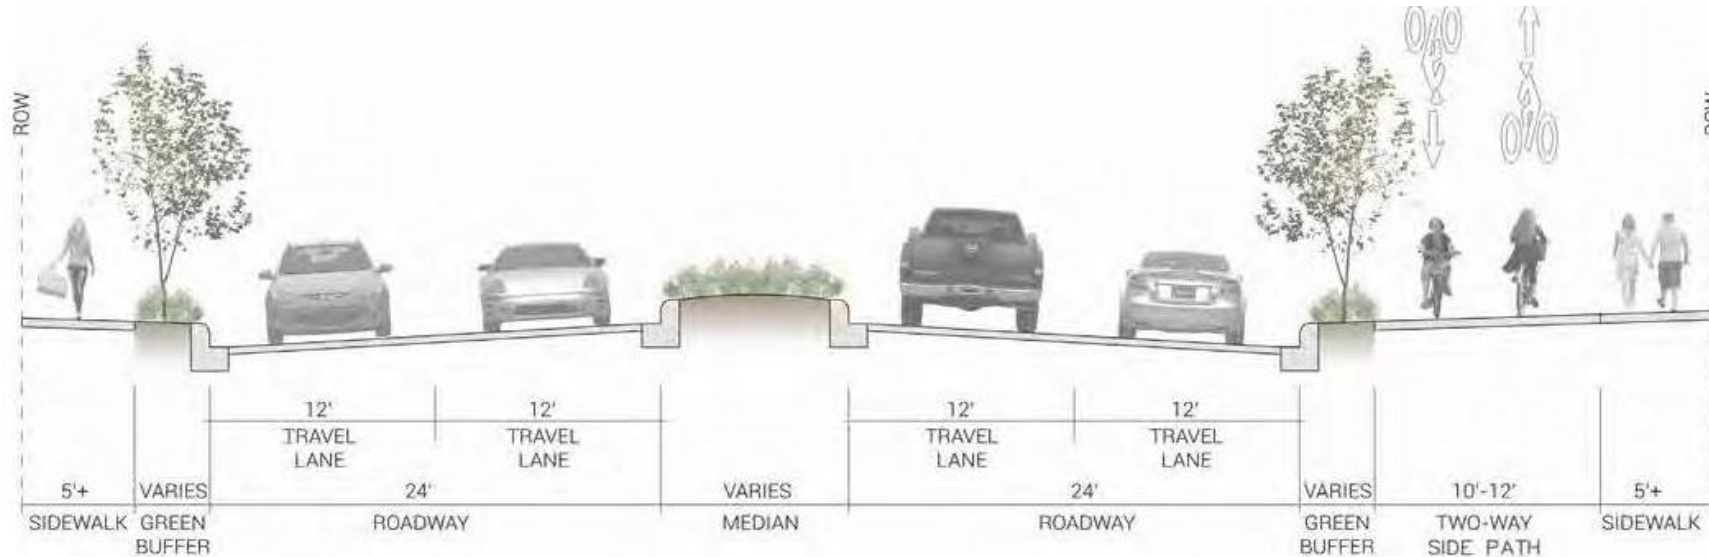 ROW
ROW
12' 12' 12' 12'
TRAVEL LANE TRAVEL LANE TRAVEL LANE TRAVEL LANE
5'+ VARIES 24' VARIES 24' VARIES 10'-12' 5'+
SIDEWALK GREEN BUFFER ROADWAY MEDIAN ROADWAY GREEN BUFFER TWO-WAY SIDE PATH SIDEWALK